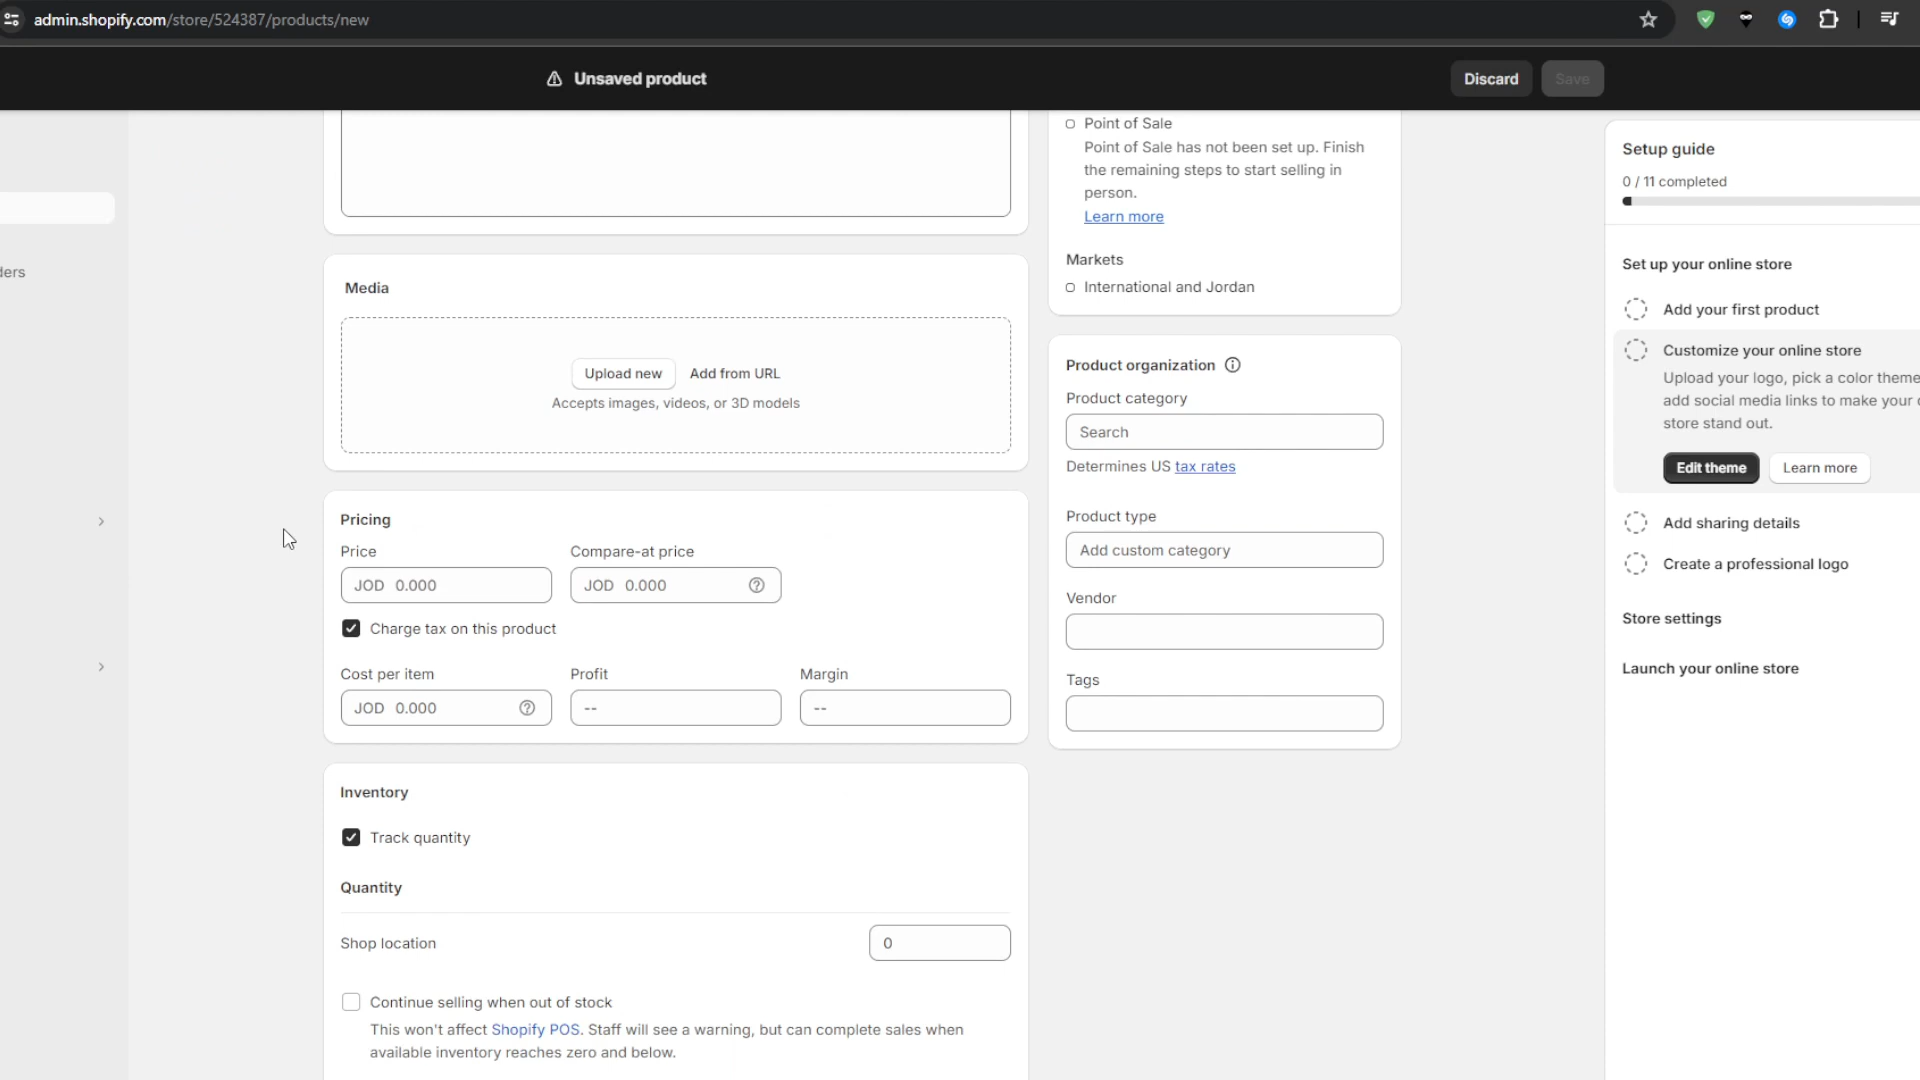 admin.shopify.com/store/524387/products/new
Unsaved product
Discard
Save
ders
Media
Upload new
Add from URL
Accepts images, videos, or 3D models
Pricing
Price
Compare-at price
JOD 0.000
JOD 0.000
Charge tax on this product
Cost per item
Profit
Margin
JOD 0.000
--
--
Inventory
Track quantity
Quantity
Shop location
0
Continue selling when out of stock
This won't affect Shopify POS. Staff will see a warning, but can complete sales when
available inventory reaches zero and below.
Point of Sale
Point of Sale has not been set up. Finish
the remaining steps to start selling in
person.
Learn more
Markets
International and Jordan
Product organization
Product category
Search
Determines US tax rates
Product type
Add custom category
Vendor
Tags
Setup guide
0 / 11 completed
Set up your online store
Add your first product
Customize your online store
Upload your logo, pick a color theme
add social media links to make your o
store stand out.
Edit theme
Learn more
Add sharing details
Create a professional logo
Store settings
Launch your online store